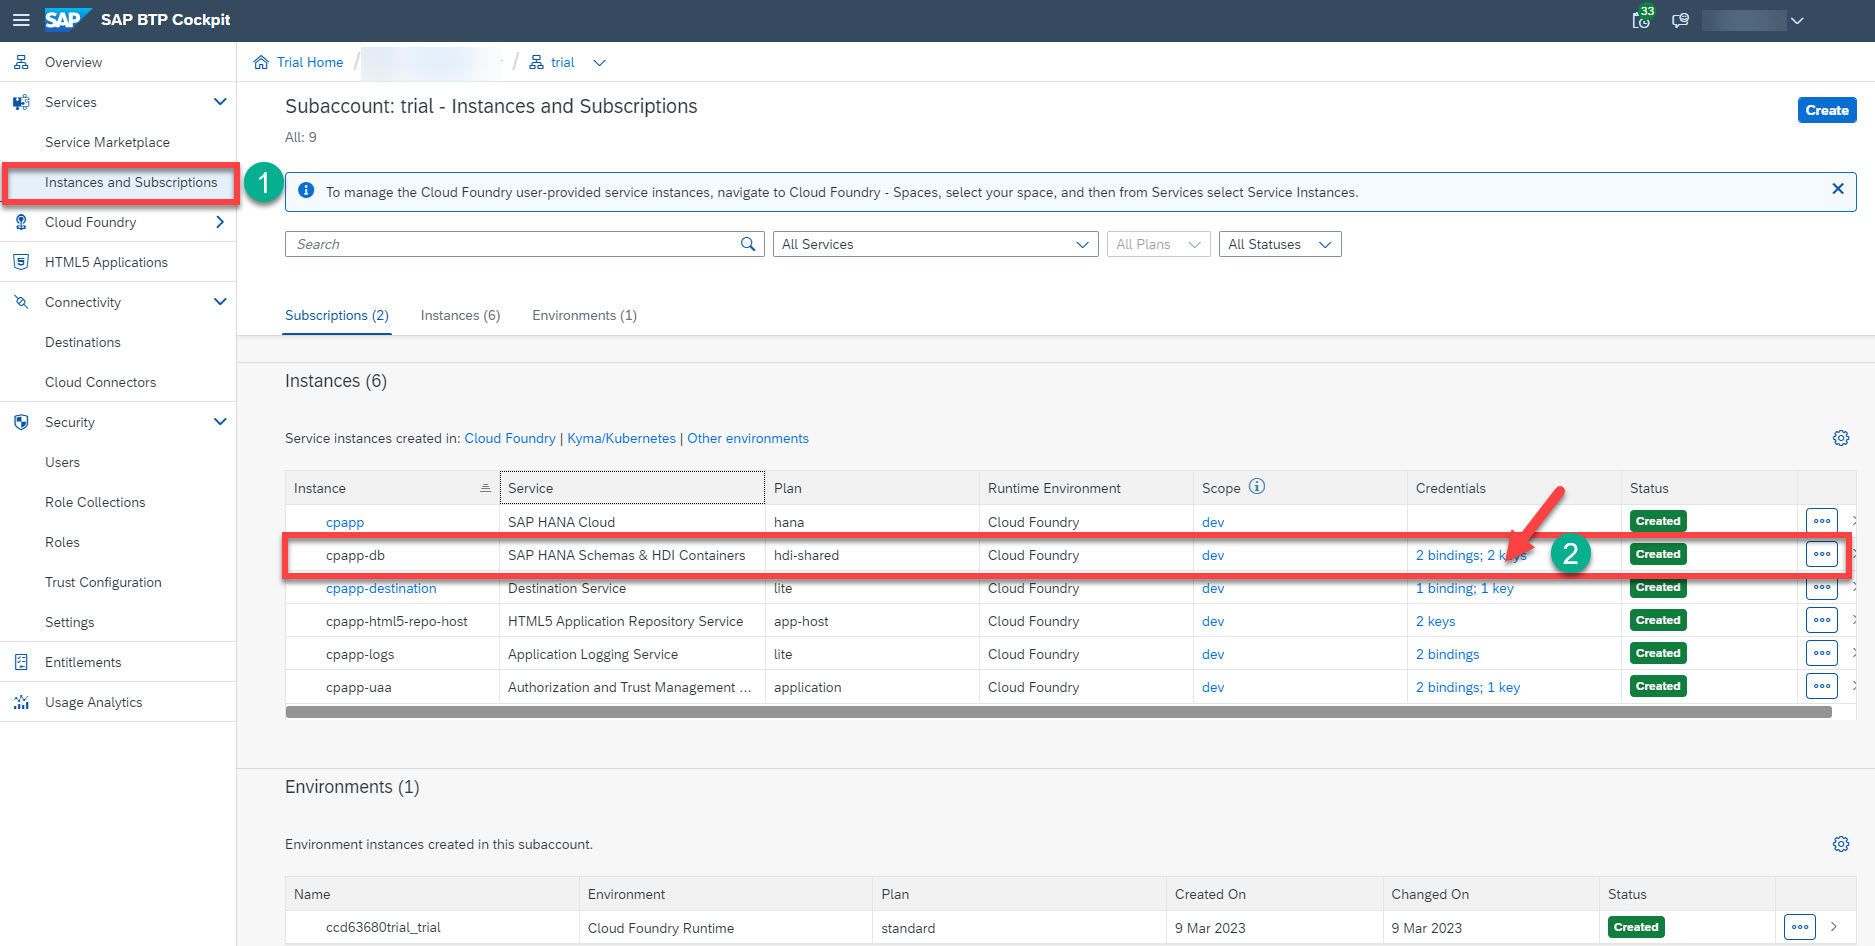 SAP SAP BTP Cockpit
33
Overview
Services
Service Marketplace
Instances and Subscriptions
1
Cloud Foundry
HTML5 Applications
Connectivity
Destinations
Cloud Connectors
Security
Users
Role Collections
Roles
Trust Configuration
Settings
Entitlements
Usage Analytics
Trial Home / / trial
Subaccount: trial - Instances and Subscriptions
Create
All: 9
To manage the Cloud Foundry user-provided service instances, navigate to Cloud Foundry - Spaces, select your space, and then from Services select Service Instances.
Search All Services All Plans All Statuses
Subscriptions (2) Instances (6) Environments (1)
Instances (6)
Service instances created in: Cloud Foundry | Kyma/Kubernetes | Other environments
Instance Service Plan Runtime Environment Scope Credentials Status
cpapp SAP HANA Cloud hana Cloud Foundry dev Created
cpapp-db SAP HANA Schemas & HDI Containers hdi-shared Cloud Foundry dev 2 bindings; 2 keys 2 Created
cpapp-destination Destination Service lite Cloud Foundry dev 1 binding; 1 key Created
cpapp-html5-repo-host HTML5 Application Repository Service app-host Cloud Foundry dev 2 keys Created
cpapp-logs Application Logging Service lite Cloud Foundry dev 2 bindings Created
cpapp-uaa Authorization and Trust Management ... application Cloud Foundry dev 2 bindings; 1 key Created
Environments (1)
Environment instances created in this subaccount.
Name Environment Plan Created On Changed On Status
ccd63680trial_trial Cloud Foundry Runtime standard 9 Mar 2023 9 Mar 2023 Created